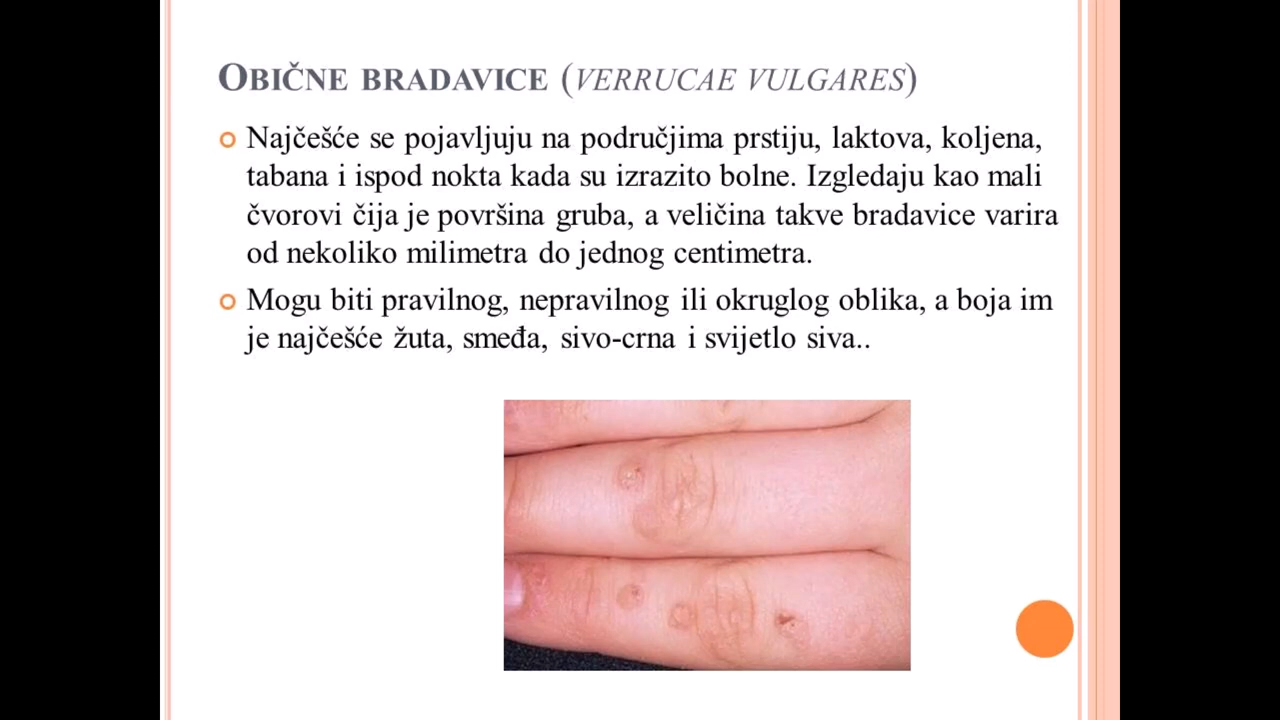 OBIČNE BRADAVICE (VERRUCAE VULGARES)
Najčešće se pojavljuju na područjima prstiju, laktova, koljena,
tabana i ispod nokta kada su izrazito bolne. Izgledaju kao mali
čvorovi čija je površina gruba, a veličina takve bradavice varira
od nekoliko milimetra do jednog centimetra.
Mogu biti pravilnog, nepravilnog ili okruglog oblika, a boja im
je najčešće žuta, smeđa, sivo-crna i svijetlo siva..